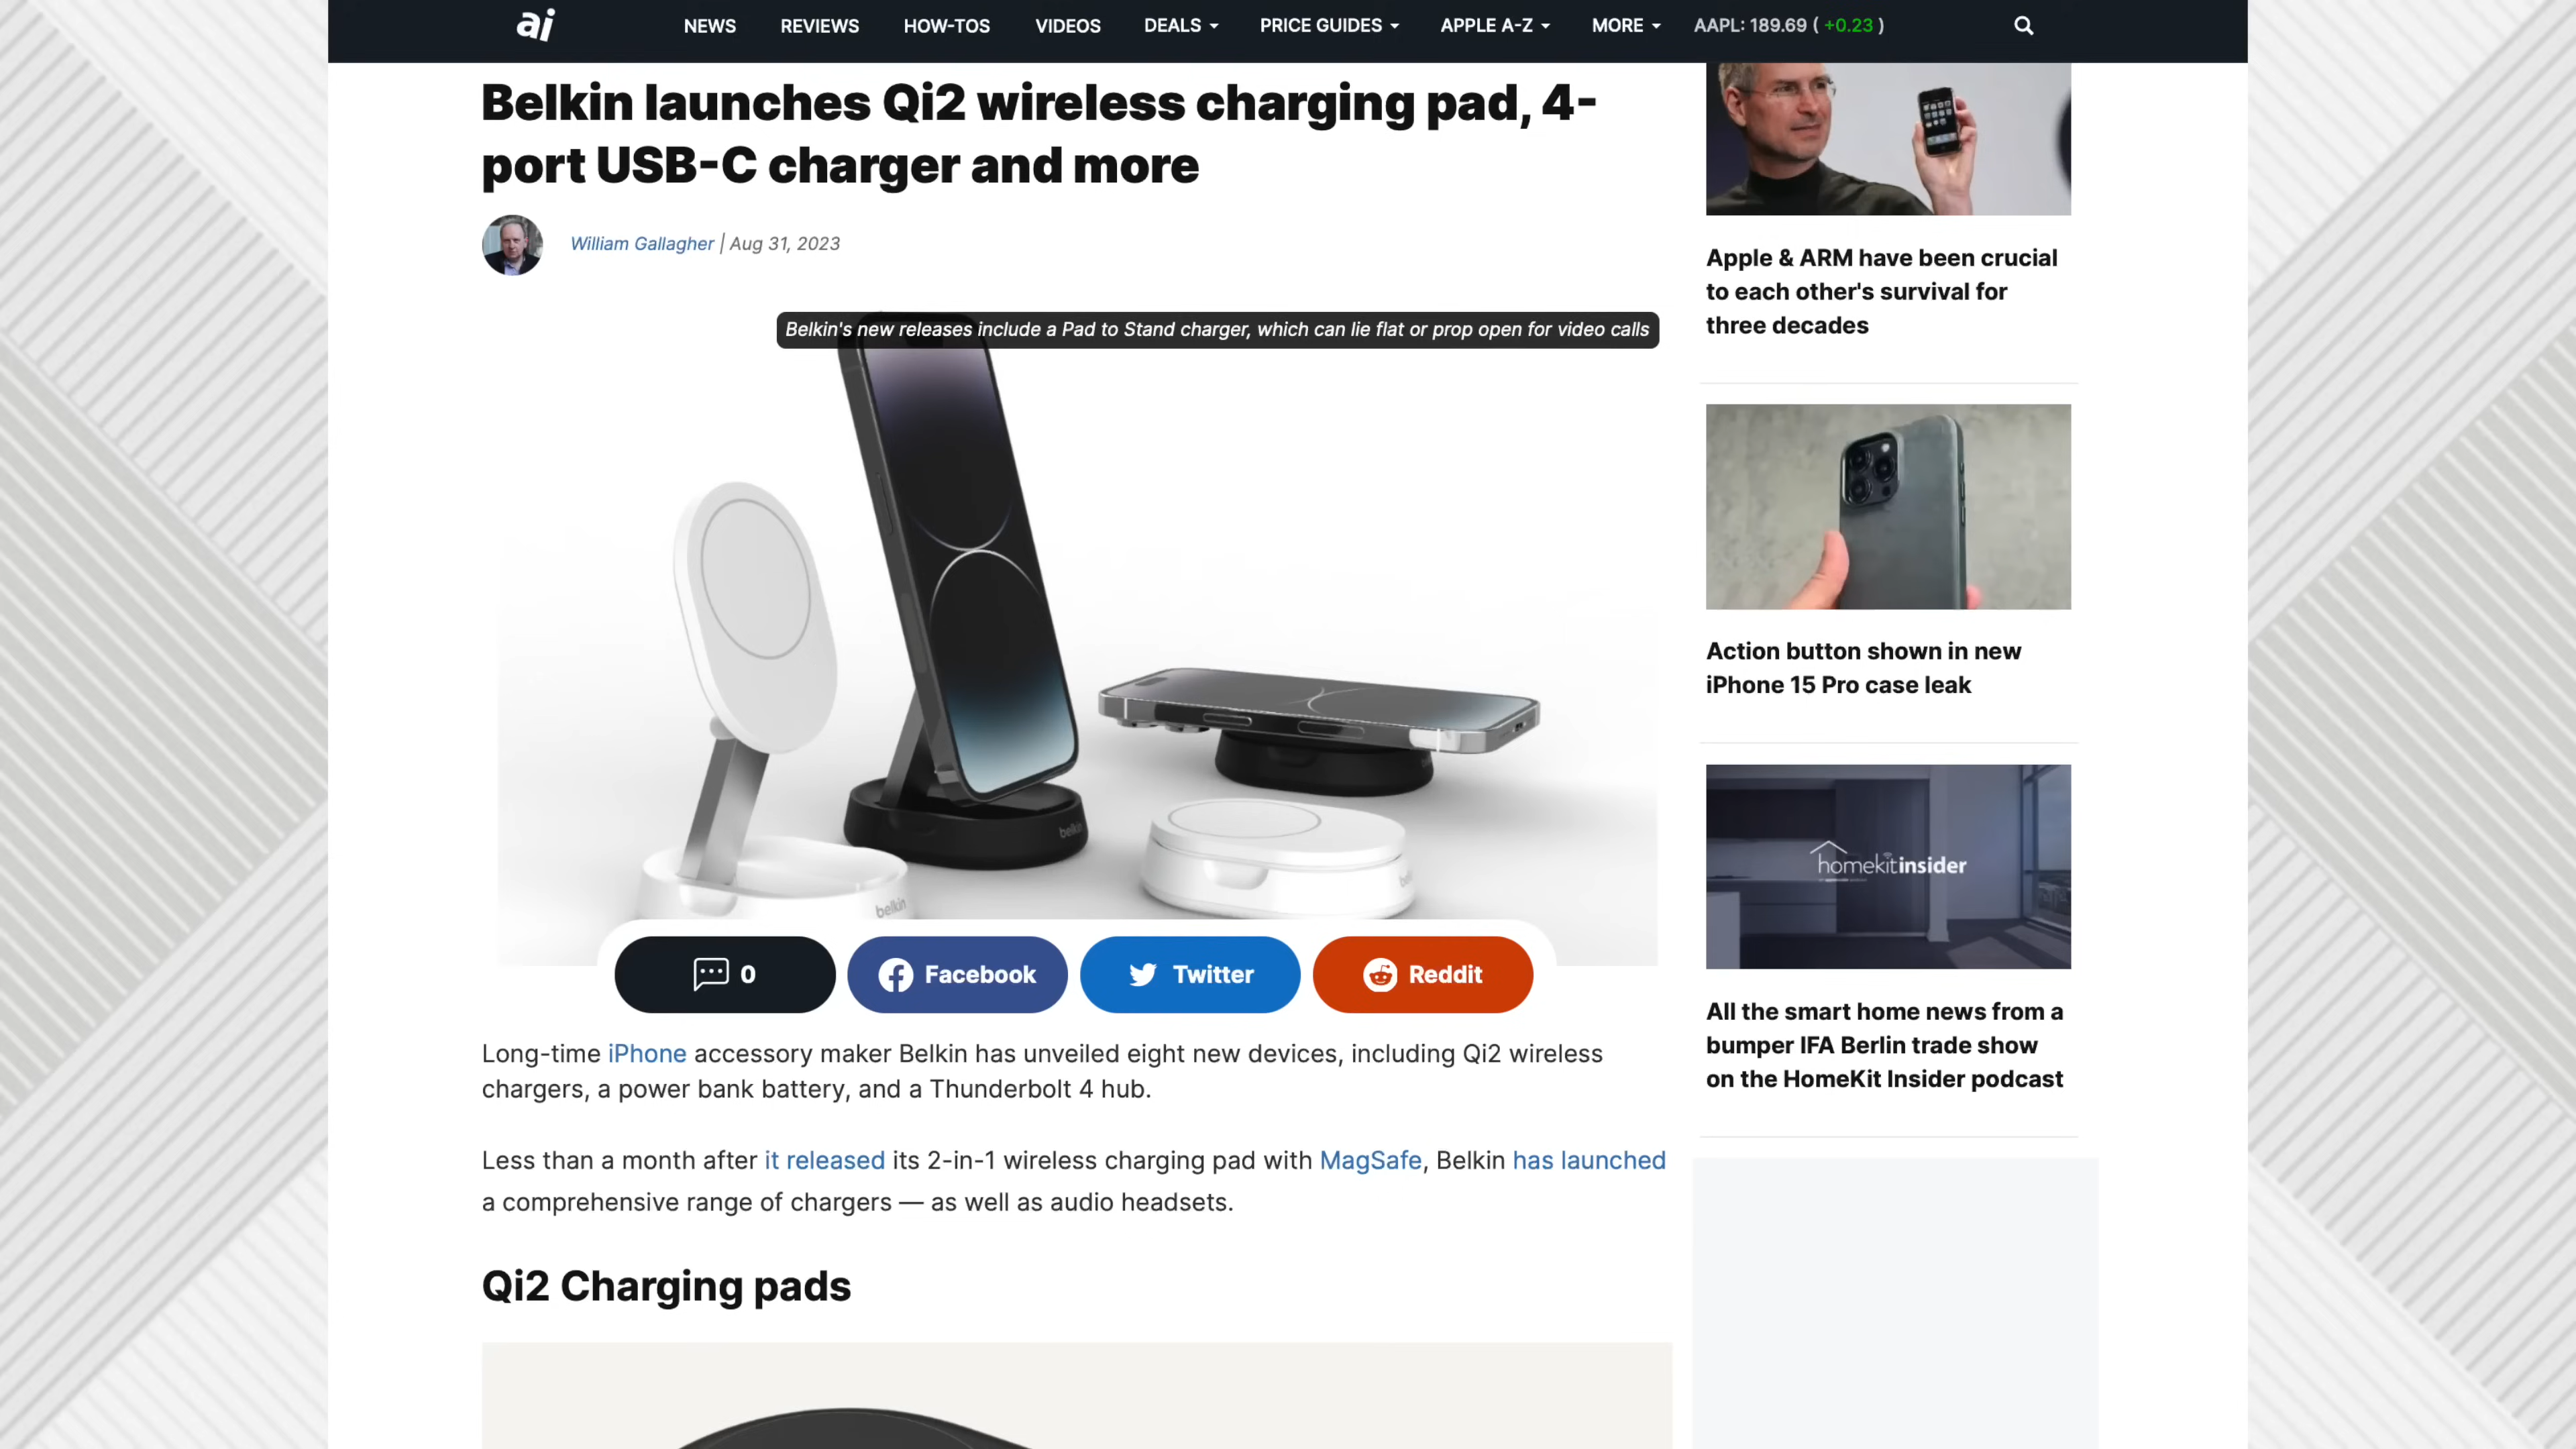 ai
NEWS
REVIEWS
HOW-TOS
VIDEOS
DEALS
PRICE GUIDES
APPLE A-Z
MORE
AAPL: 189.69 ( +0.23 )
Belkin launches Qi2 wireless charging pad, 4-
port USB-C charger and more
William Gallagher | Aug 31, 2023
Belkin's new releases include a Pad to Stand charger, which can lie flat or prop open for video calls
belkin
belkin
0
Facebook
Twitter
Reddit
Long-time iPhone accessory maker Belkin has unveiled eight new devices, including Qi2 wireless
chargers, a power bank battery, and a Thunderbolt 4 hub.
Less than a month after it released its 2-in-1 wireless charging pad with MagSafe, Belkin has launched
a comprehensive range of chargers — as well as audio headsets.
Qi2 Charging pads
Apple & ARM have been crucial
to each other's survival for
three decades
Action button shown in new
iPhone 15 Pro case leak
homekitinsider
All the smart home news from a
bumper IFA Berlin trade show
on the HomeKit Insider podcast